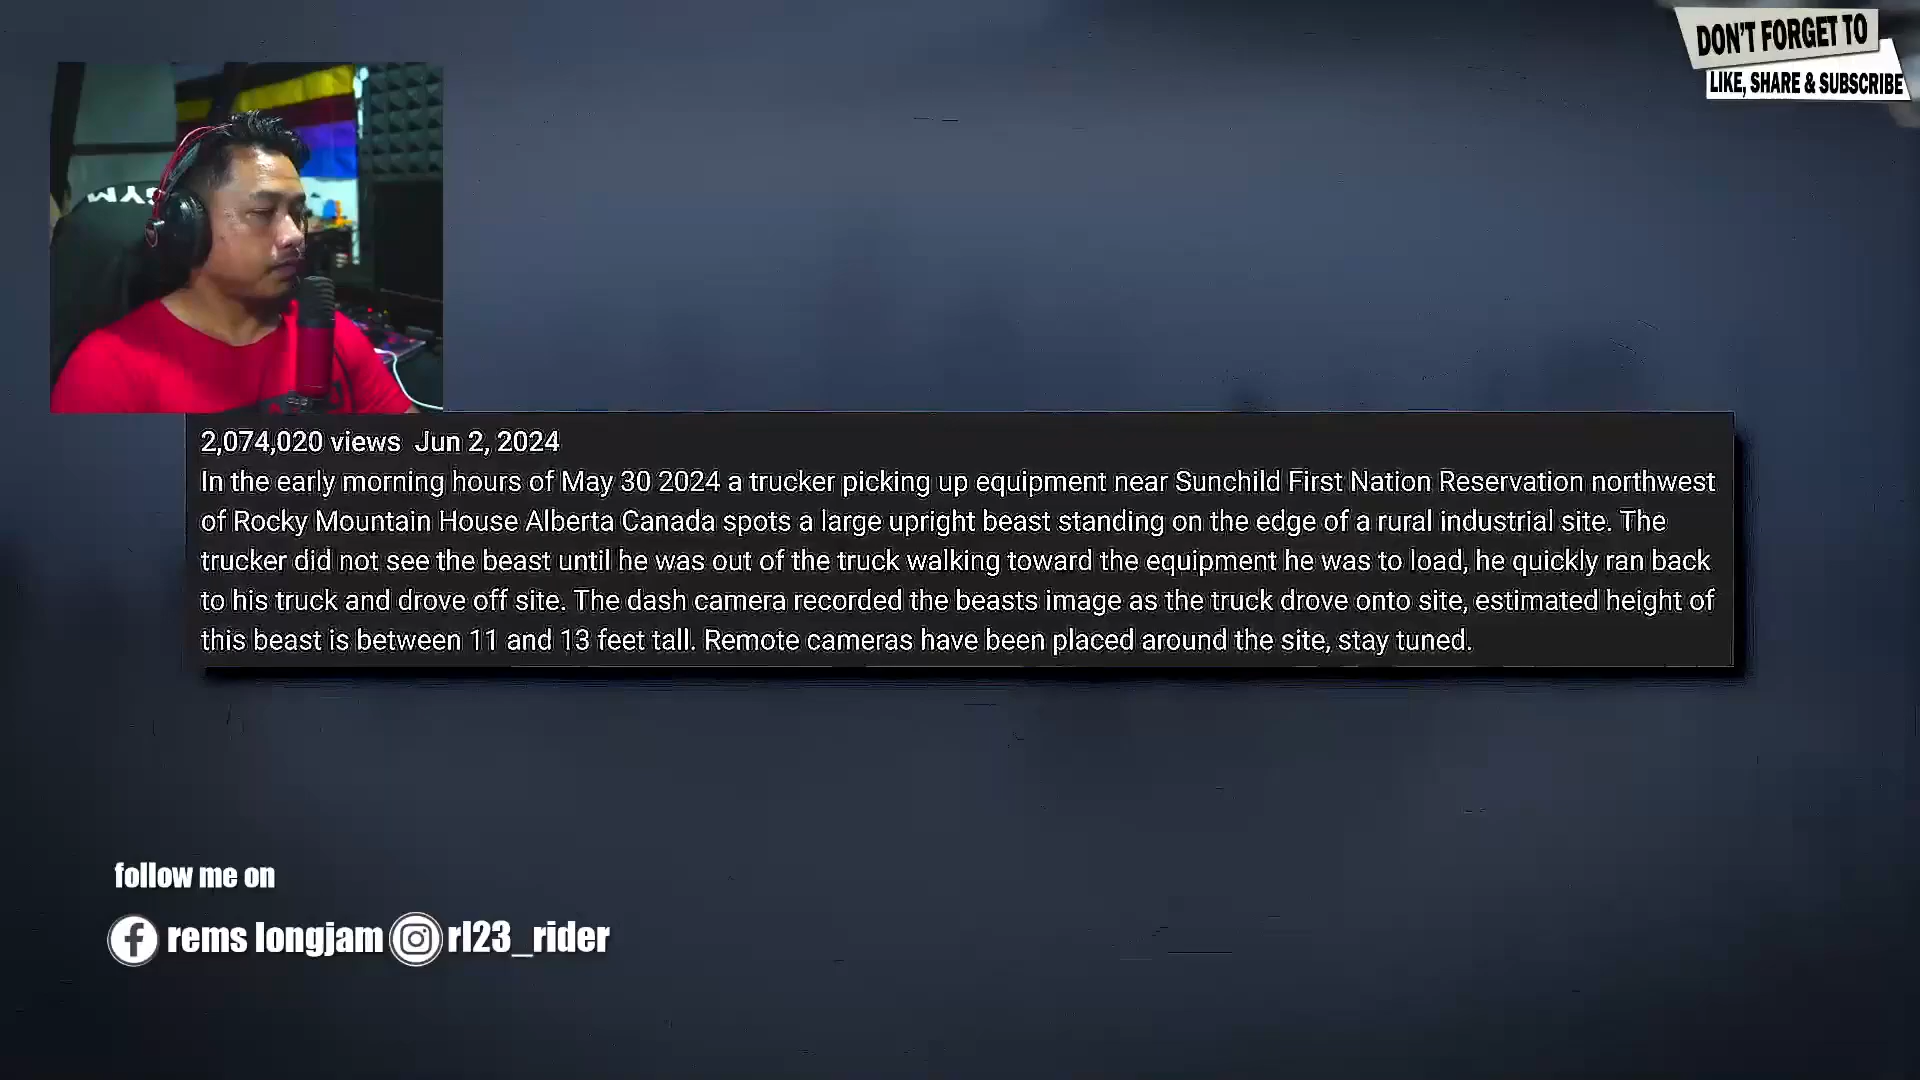 DON'T FORGET TO
LIKE, SHARE & SUBSCRIBE
GYM
2,074,020 views Jun 2, 2024
In the early morning hours of May 30 2024 a trucker picking up equipment near Sunchild First Nation Reservation northwest
of Rocky Mountain House Alberta Canada spots a large upright beast standing on the edge of a rural industrial site. The
trucker did not see the beast until he was out of the truck walking toward the equipment he was to load, he quickly ran back
to his truck and drove off site. The dash camera recorded the beasts image as the truck drove onto site, estimated height of
this beast is between 11 and 13 feet tall. Remote cameras have been placed around the site, stay tuned.
follow me on
rems longjam rl23_rider